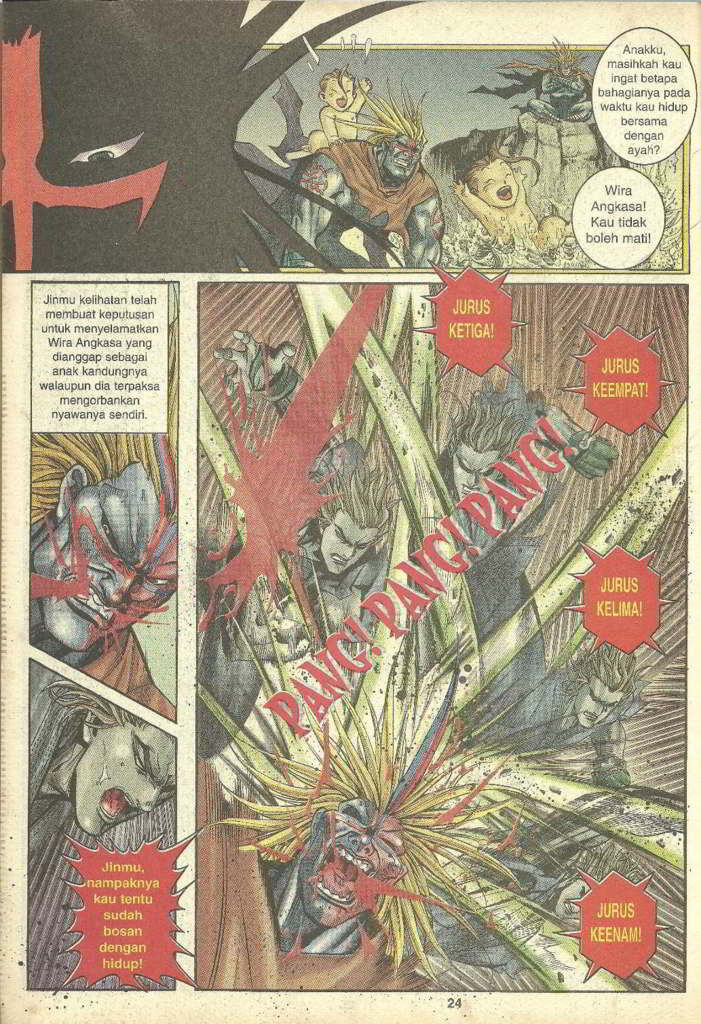 Anakku,
masihkah kau
ingat betapa
bahagianya pada
waktu kau hidup
bersama
dengan
ayah?
Wira
Angkasa!
Kau tidak
boleh mati!
Jinmu kelihatan telah
membuat keputusan
untuk menyelamatkan
Wira Angkasa yang
dianggap sebagai
anak kandungnya
walaupun dia terpaksa
mengorbankan
nyawanya sendiri.
JURUS
KETIGA!
JURUS
KEEMPAT!
PANG! PANG! PANG! PANG!
JURUS
KELIMA!
Jinmu,
nampaknya
kau tentu
sudah
bosan
dengan
hidup!
JURUS
KEENAM!
24